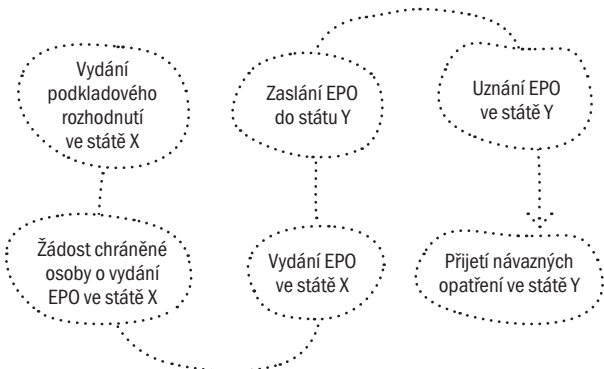 Vydání
podkladového
rozhodnutí
ve státě X
Žádost chráněné
osoby o vydání
EPO ve státě X
Vydání EPO
ve státě X
Zaslání EPO
do státu Y
Uznání EPO
ve státě Y
Přijetí návazných
opatření ve státě Y